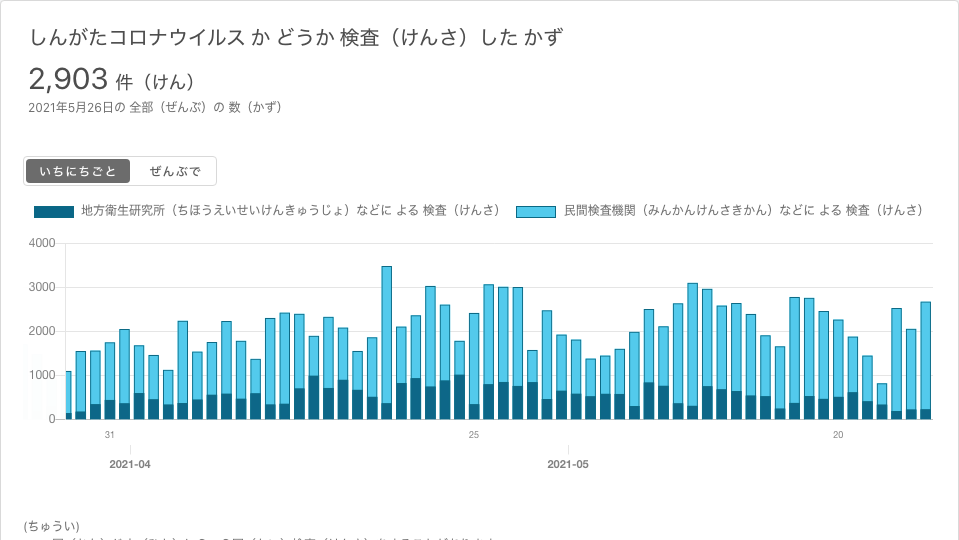 しんがたコロナウイルス か どうか 検査（けんさ）した かず
2,903 件（けん）
2021年5月26日の 全部（ぜんぶ）の 数（かず）
いちにちごと ぜんぶで
地方衛生研究所（ちほうえいせいけんきゅうじょ）などに よる 検査（けんさ） 民間検査機関（みんかんけんさきかん）などに よる 検査（けんさ）
4000
3000
2000
1000
0
31 25 20
2021-04 2021-05
(ちゅうい)